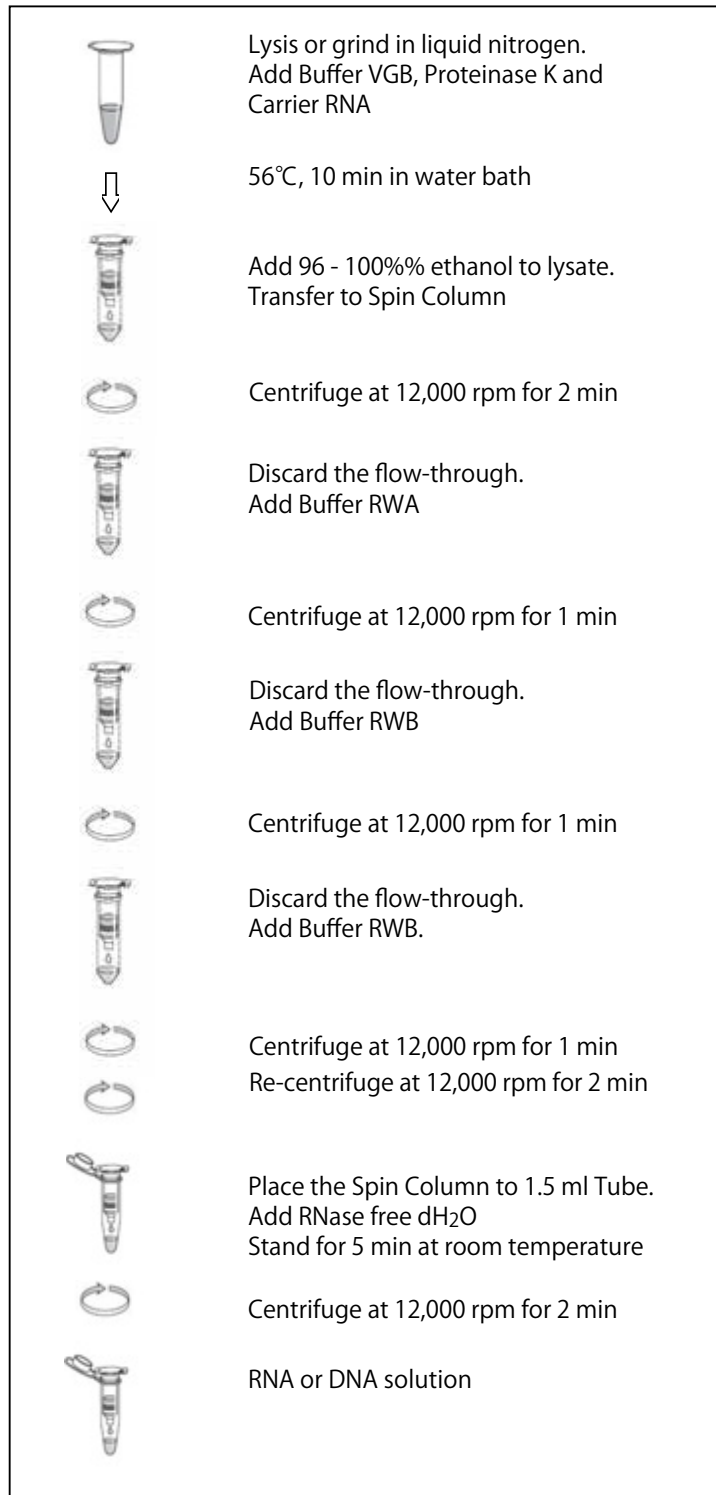 Lysis or grind in liquid nitrogen.
Add Buffer VGB, Proteinase K and
Carrier RNA
56℃, 10 min in water bath
Add 96 - 100%% ethanol to lysate.
Transfer to Spin Column
Centrifuge at 12,000 rpm for 2 min
Discard the flow-through.
Add Buffer RWA
Centrifuge at 12,000 rpm for 1 min
Discard the flow-through.
Add Buffer RWB
Centrifuge at 12,000 rpm for 1 min
Discard the flow-through.
Add Buffer RWB.
Centrifuge at 12,000 rpm for 1 min
Re-centrifuge at 12,000 rpm for 2 min
Place the Spin Column to 1.5 ml Tube.
Add RNase free dH2O
Stand for 5 min at room temperature
Centrifuge at 12,000 rpm for 2 min
RNA or DNA solution